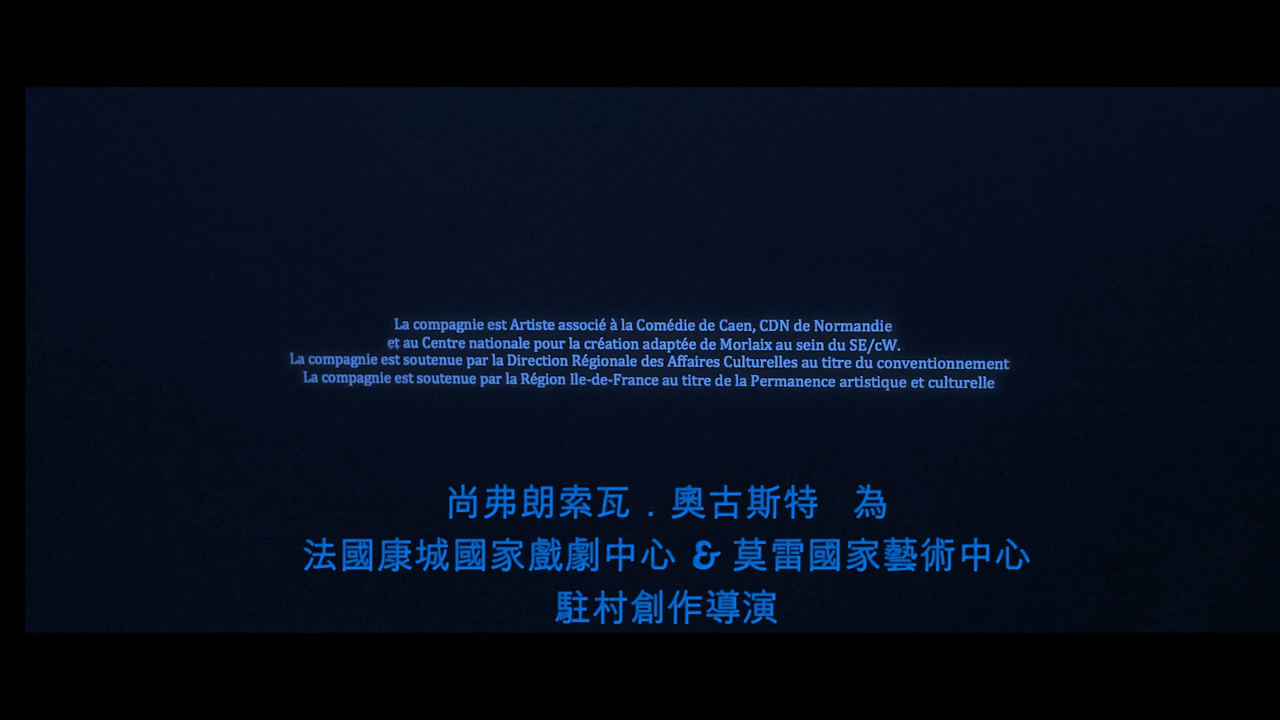 La compagnie est Artiste associé à la Comédie de Caen, CDN de Normandie
et au Centre nationale pour la création adaptée de Morlaix au sein du SE/cW.
La compagnie est soutenue par la Direction Régionale des Affaires Culturelles au titre du conventionnement
La compagnie est soutenue par la Région Ile-de-France au titre de la Permanence artistique et culturelle
尚弗朗索瓦．奧古斯特 為
法國康城國家戲劇中心 & 莫雷國家藝術中心
駐村創作導演